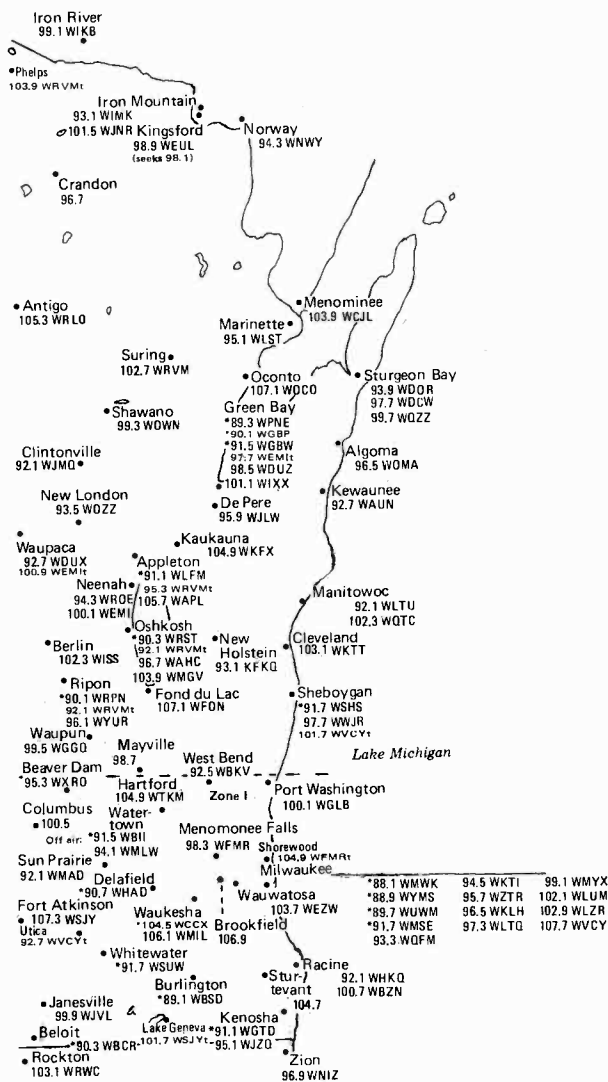 Iron River
99.1 WIKB
Phelps
103.9 WRVMt
Iron Mountain
93.1 WIMK
101.5 WJNR
Kingsford
98.9 WEUL
(seeks 98.1)
Norway
94.3 WNWY
Crandon
96.7
Antigo
105.3 WRLO
Menominee
103.9 WCJL
Marinette
95.1 WLST
Suring
102.7 WRVM
Oconto
107.1 WOCO
Sturgeon Bay
93.9 WDOR
97.7 WDCW
99.7 WQZZ
Shawano
99.3 WOWN
Green Bay
*89.3 WPNE
*90.1 WGBP
*91.5 WGBW
97.7 WEMIt
98.5 WDUZ
101.1 WIXX
Algoma
96.5 WOMA
Clintonville
92.1 WJMQ
Kewaunee
92.7 WAUN
New London
93.5 WOZZ
De Pere
95.9 WJLW
Waupaca
92.7 WDUX
100.9 WEMIt
Kaukauna
104.9 WKFX
Appleton
*91.1 WLFM
95.3 WRVMt
105.7 WAPL
Neenah
94.3 WROE
100.1 WEMI
Manitowoc
92.1 WLTU
102.3 WQTC
Oshkosh
*90.3 WRST
92.1 WRVMt
96.7 WAHC
103.9 WMGV
Berlin
102.3 WISS
New
Holstein
93.1 KFKQ
Cleveland
103.1 WKTT
Ripon
*90.1 WRPN
92.1 WRVMt
96.1 WYUR
Fond du Lac
107.1 WFON
Sheboygan
*91.7 WSHS
97.7 WWJR
101.7 WVCYt
Waupun
99.5 WGGQ
Mayville
98.7
Lake Michigan
West Bend
92.5 WBKV
Beaver Dam
*95.3 WXRO
Hartford
104.9 WTKM
Zone I
Port Washington
100.1 WGLB
Columbus
100.5
Water-
town
Off air: *91.5 WBII
94.1 WMLW
Menomonee Falls
98.3 WFMR
Shorewood
104.9 WFMRt
Sun Prairie
92.1 WMAD
Milwaukee
*88.1 WMWK 94.5 WKTI 99.1 WMYX
*88.9 WYMS 95.7 WZTR 102.1 WLUM
*89.7 WUWM 96.5 WKLH 102.9 WLZR
*91.7 WMSE 97.3 WLTQ 107.7 WVCY
93.3 WQFM
Delafield
*90.7 WHAD
Wauwatosa
103.7 WEZW
Fort Atkinson
107.3 WSJY
Utica
92.7 WVCYt
Waukesha
*104.5 WCCX
106.1 WMIL
Brookfield
106.9
Whitewater
*91.7 WSUW
Racine
92.1 WHKQ
100.7 WBZN
Burlington
*89.1 WBSD
Stur-
tevant
104.7
Janesville
99.9 WJVL
Lake Geneva
101.7 WSJYt
Kenosha
*91.1 WGTD
95.1 WJZQ
Beloit
*90.3 WBCR
Rockton
103.1 WRWC
Zion
96.9 WNIZ